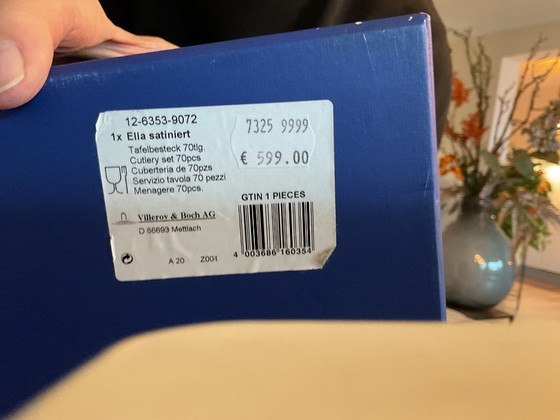 12-6353-9072
1x Ella satiniert
Tafelbesteck 70tlg.
Cutlery set 70pcs
Cuberteria de 70pzs
Servizio tavola 70 pezzi
Menagere 70pcs.
7325 9999
€ 599.00
GTIN 1 PIECES
Villeroy & Boch AG
D 66693 Mettlach
A 20 Z001
4 003686 160354